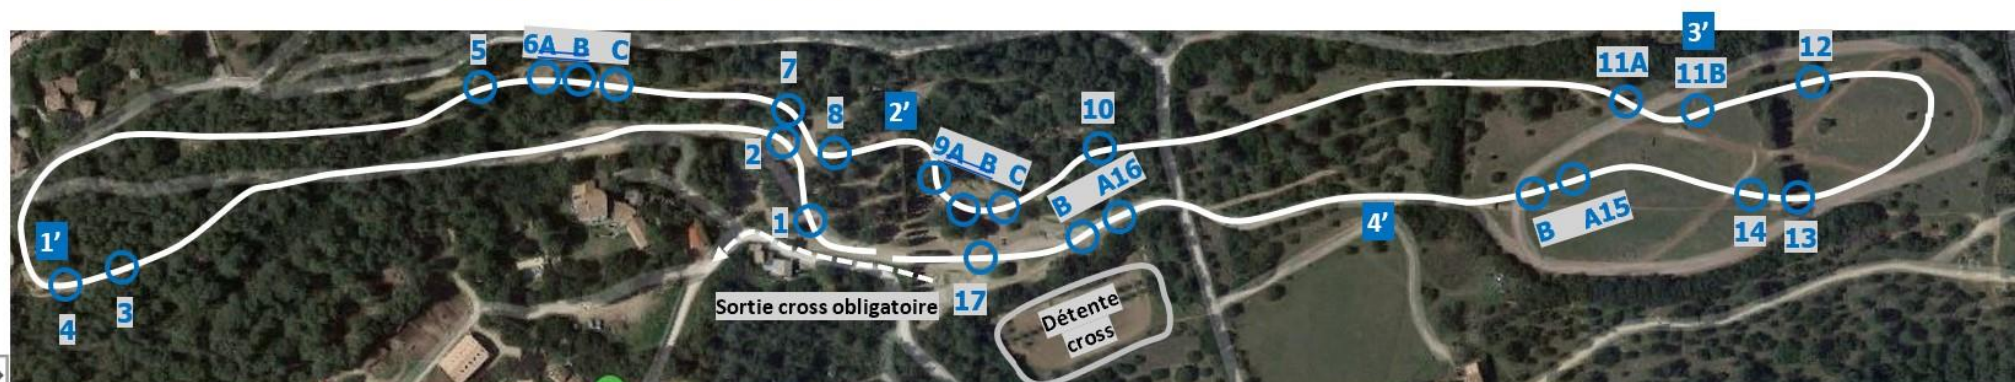 3’
5
6A B C
7
8
2’
10
11A
11B
12
2
9A B C
B A16
1
1’
4’
B A15
14
13
4
3
Sortie cross obligatoire
17
Détente
cross